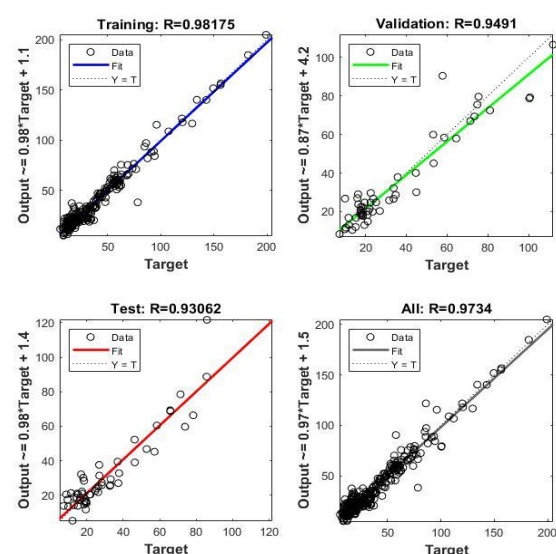 Training: R=0.98175
Output ~= 0.98*Target + 1.1
200
150
100
50
Data
Fit
Y = T
50 100 150 200
Target
Validation: R=0.9491
Output ~= 0.87*Target + 4.2
100
80
60
40
20
Data
Fit
Y = T
20 40 60 80 100
Target
Test: R=0.93062
Output ~= 0.98*Target + 1.4
120
100
80
60
40
20
Data
Fit
Y = T
20 40 60 80 100 120
Target
All: R=0.9734
Output ~= 0.97*Target + 1.5
200
150
100
50
Data
Fit
Y = T
50 100 150 200
Target